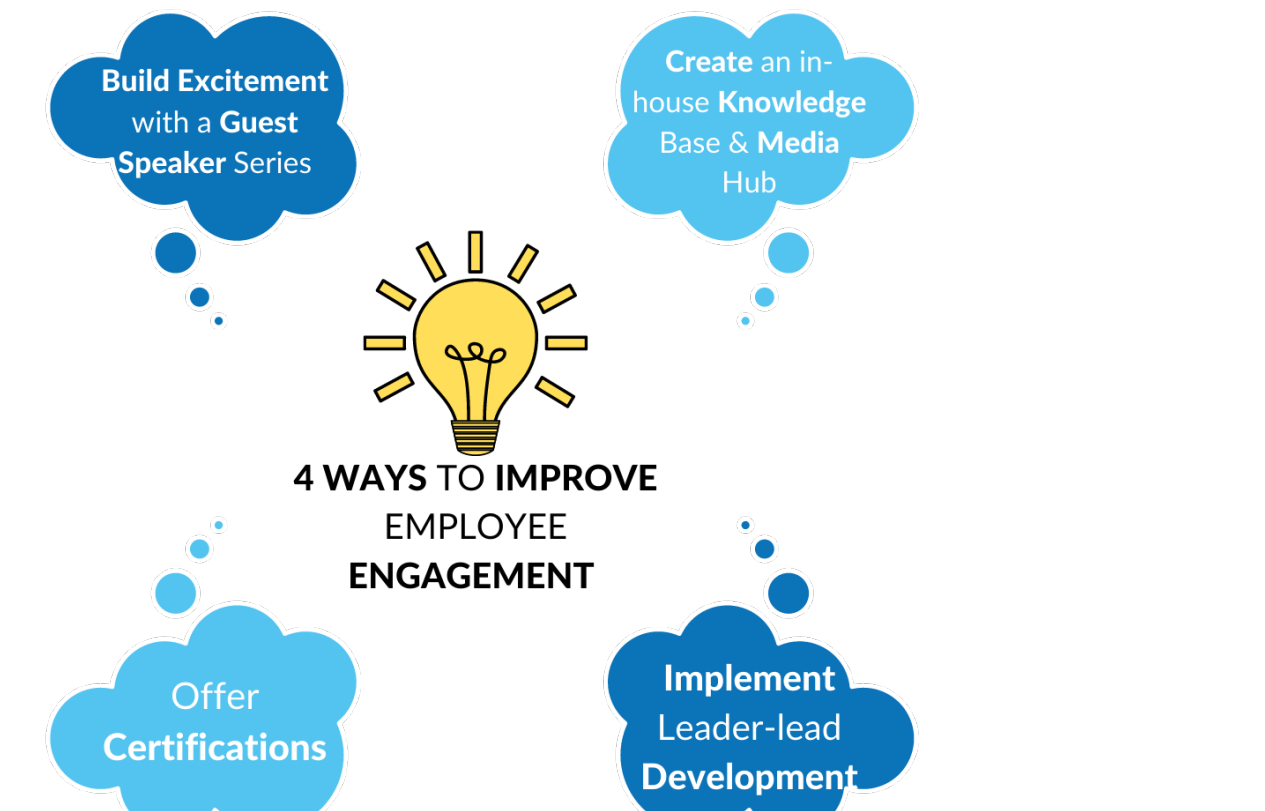 Build Excitement
with a Guest
Speaker Series
Create an in-
house Knowledge
Base & Media
Hub
4 WAYS TO IMPROVE
EMPLOYEE
ENGAGEMENT
Offer
Certifications
Implement
Leader-lead
Development